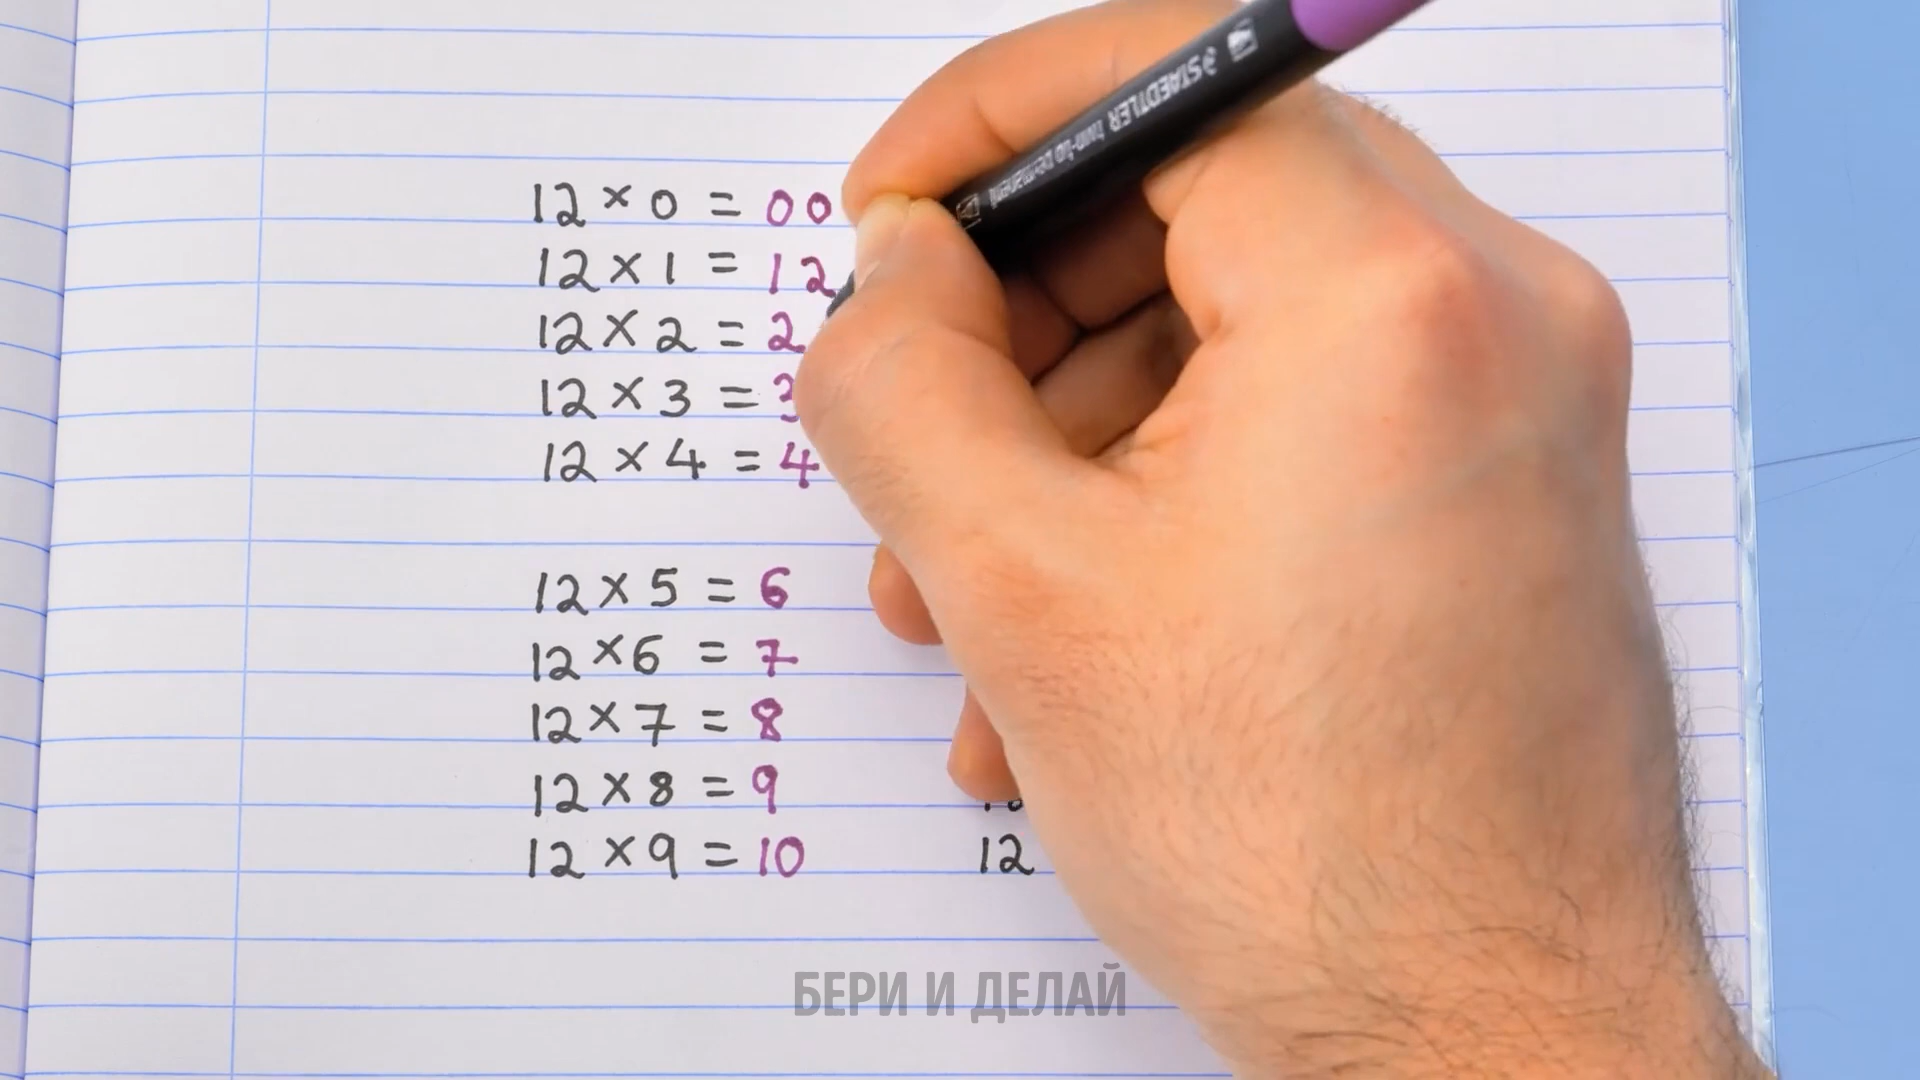 STAEDTLER
12 × 0 = 00
12 × 1 = 12
12 × 2 = 2
12 × 3 = 3
12 × 4 = 4
12 × 5 = 6
12 × 6 = 7
12 × 7 = 8
12 × 8 = 9
12 × 9 = 10
12
БЕРИ И ДЕЛАЙ